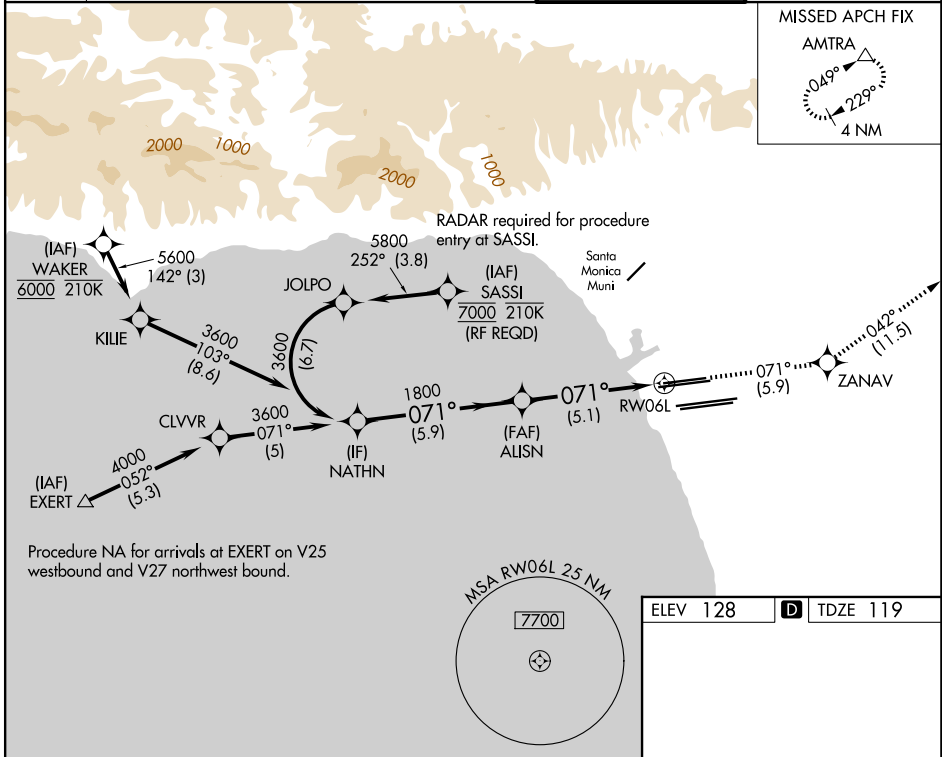 MISSED APCH FIX
AMTRA
049°
229°
4 NM
2000
1000
2000
1000
RADAR required for procedure
entry at SASSI.
Santa
Monica
Muni
(IAF)
WAKER
6000 210K
5600
142° (3)
KILIE
3600
103°
(8.6)
JOLPO
5800
252° (3.8)
(IAF)
SASSI
7000 210K
(RF REQD)
3600
(6.7)
CLVVR
3600
071°
(5)
(IAF)
EXERT
4000
052°
(5.3)
(IF)
NATHN
1800
071°
(5.9)
(FAF)
ALISN
071°
(5.1)
RW06L
071°
(5.9)
ZANAV
042°
(11.5)
Procedure NA for arrivals at EXERT on V25
westbound and V27 northwest bound.
MSA RW06L 25 NM
7700
ELEV 128
D
TDZE 119